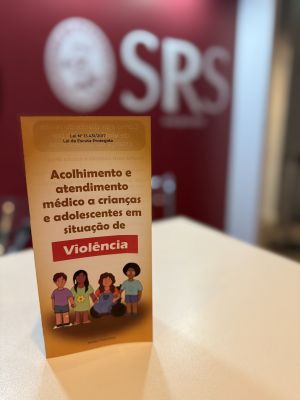 SRS
Lei Nº 13.431/2017
Lei da Escuta Protegida
Acolhimento e
atendimento
médico a crianças
e adolescentes em
situação de
Violência